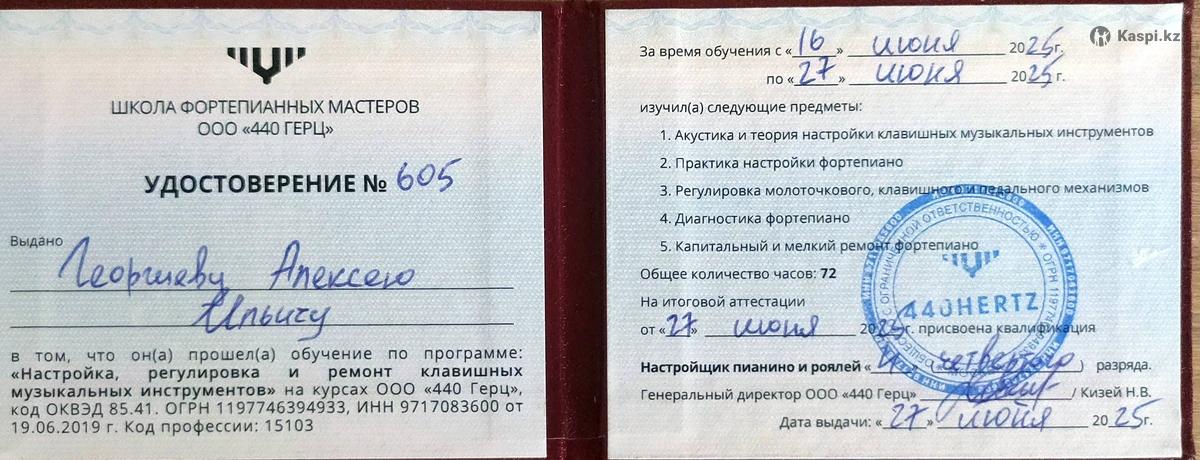 ШКОЛА ФОРТЕПИАННЫХ МАСТЕРОВ
ООО «440 ГЕРЦ»
УДОСТОВЕРЕНИЕ № 605
Выдано
Георгиеву Алексею
Ильичу
в том, что он(а) прошел(а) обучение по программе:
«Настройка, регулировка и ремонт клавишных
музыкальных инструментов» на курсах ООО «440 Герц»,
код ОКВЭД 85.41. ОГРН 1197746394933, ИНН 9717083600 от
19.06.2019 г. Код профессии: 15103
Kaspi.kz
За время обучения с «16» июня 2025г.
по «27» июня 2025г.
изучил(а) следующие предметы:
1. Акустика и теория настройки клавишных музыкальных инструментов
2. Практика настройки фортепиано
3. Регулировка молоточкового, клавишного и педального механизмов
4. Диагностика фортепиано
5. Капитальный и мелкий ремонт фортепиано
Общее количество часов: 72
440HERTZ
На итоговой аттестации
от «27» июня 2025г. присвоена квалификация
Настройщик пианино и роялей «4» (четвертого) разряда.
Генеральный директор ООО «440 Герц» / Кизей Н.В.
Дата выдачи: «27» июня 2025г.